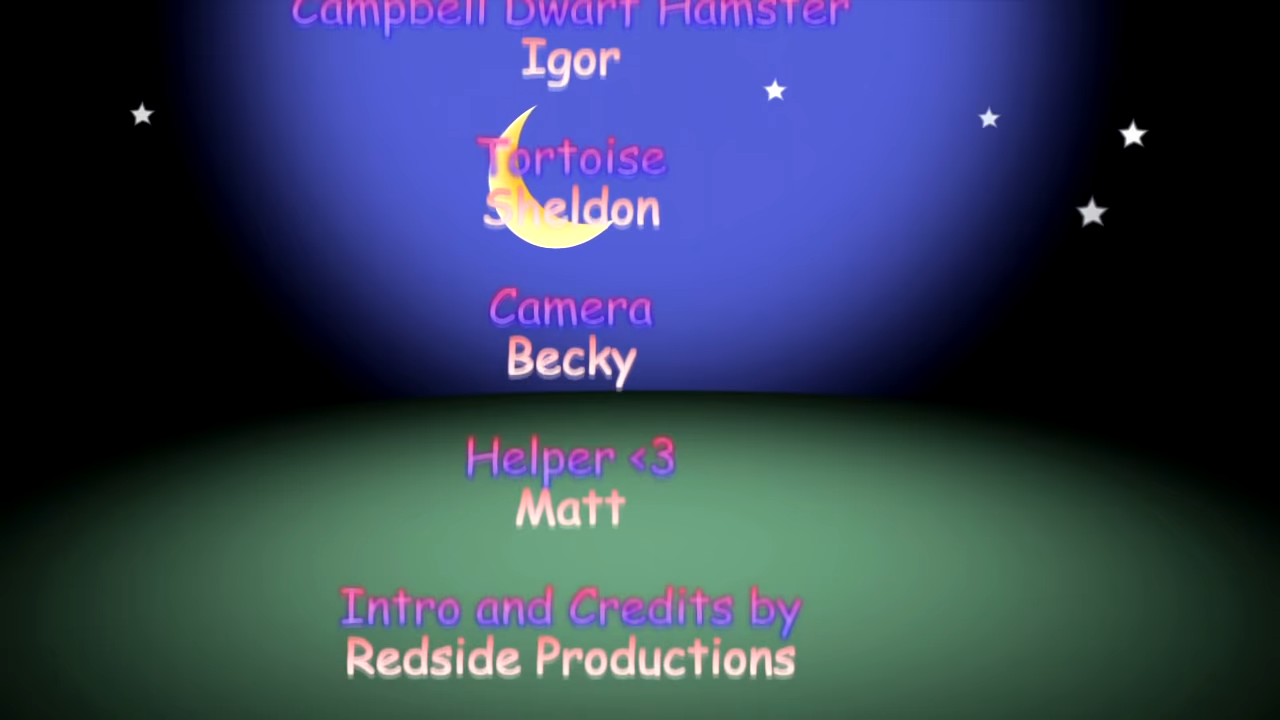 Campbell Dwarf Hamster
Igor
Tortoise
Sheldon
Camera
Becky
Helper <3
Matt
Intro and Credits by
Redside Productions